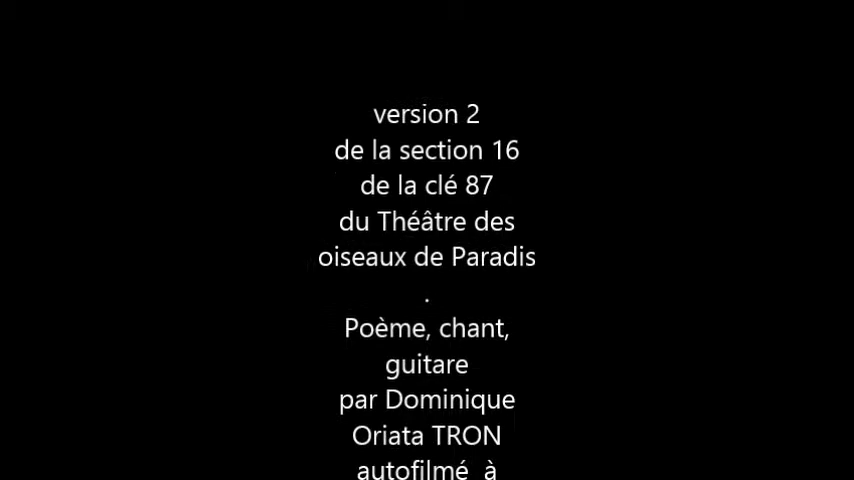 version 2
de la section 16
de la clé 87
du Théâtre des
oiseaux de Paradis
.
Poème, chant,
guitare
par Dominique
Oriata TRON
autofilmé à